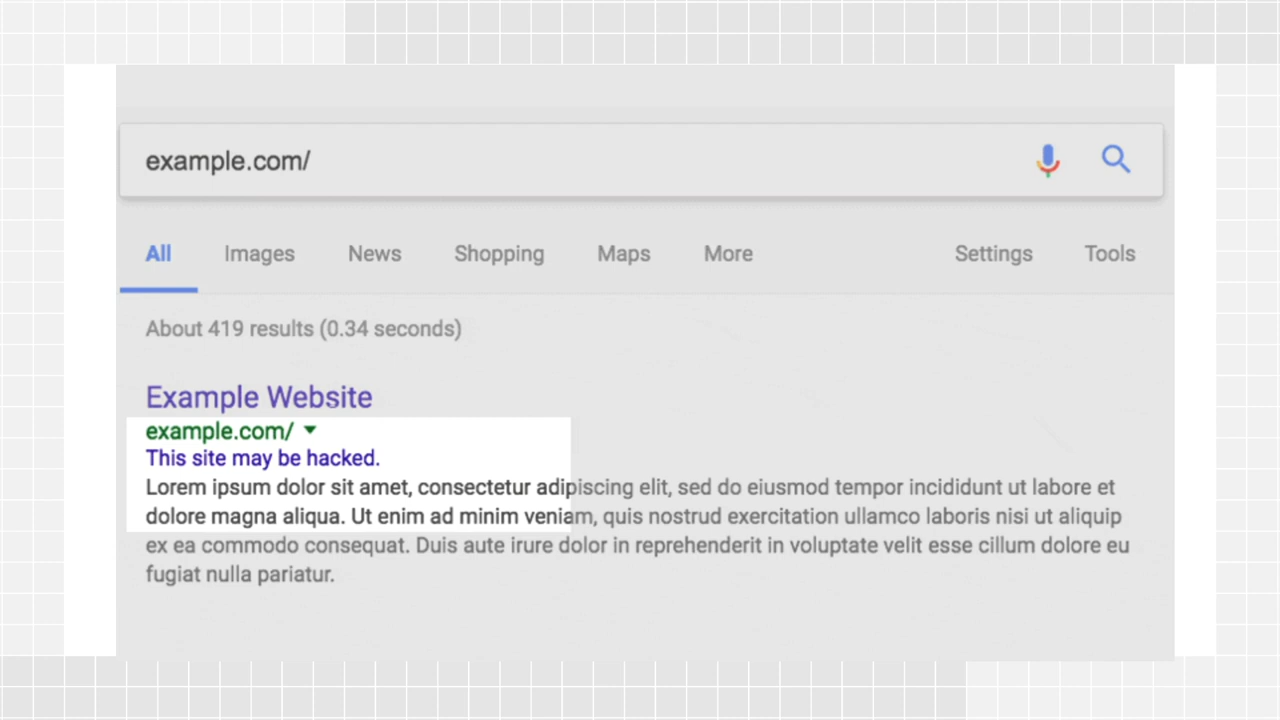 example.com/
All Images News Shopping Maps More Settings Tools
About 419 results (0.34 seconds)
Example Website
example.com/
This site may be hacked.
Lorem ipsum dolor sit amet, consectetur adipiscing elit, sed do eiusmod tempor incididunt ut labore et
dolore magna aliqua. Ut enim ad minim veniam, quis nostrud exercitation ullamco laboris nisi ut aliquip
ex ea commodo consequat. Duis aute irure dolor in reprehenderit in voluptate velit esse cillum dolore eu
fugiat nulla pariatur.